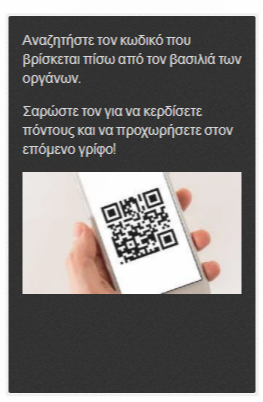 Αναζητήστε τον κωδικό που
βρίσκεται πίσω από τον βασιλιά των
οργάνων.
Σαρώστε τον για να κερδίσετε
πόντους και να προχωρήσετε στον
επόμενο γρίφο!